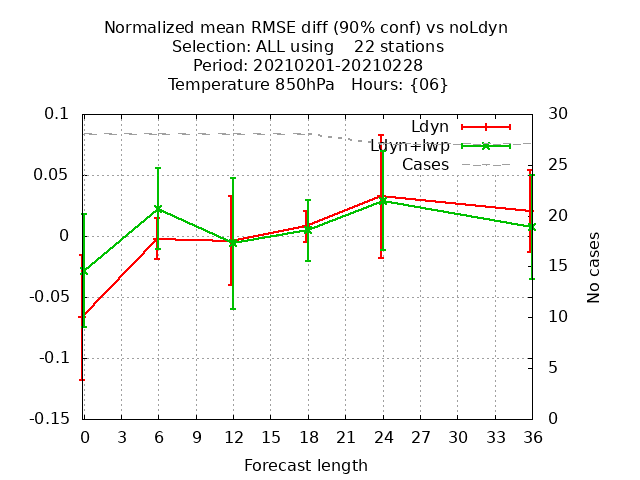 Normalized mean RMSE diff (90% conf) vs noLdyn
Selection: ALL using    22 stations
Period: 20210201-20210228
Temperature 850hPa   Hours: {06}
0.1
0.05
0
-0.05
-0.1
-0.15
30
25
20
15
10
5
0
No cases
Ldyn
Ldyn+lwp
Cases
0 3 6 9 12 15 18 21 24 27 30 33 36
Forecast length